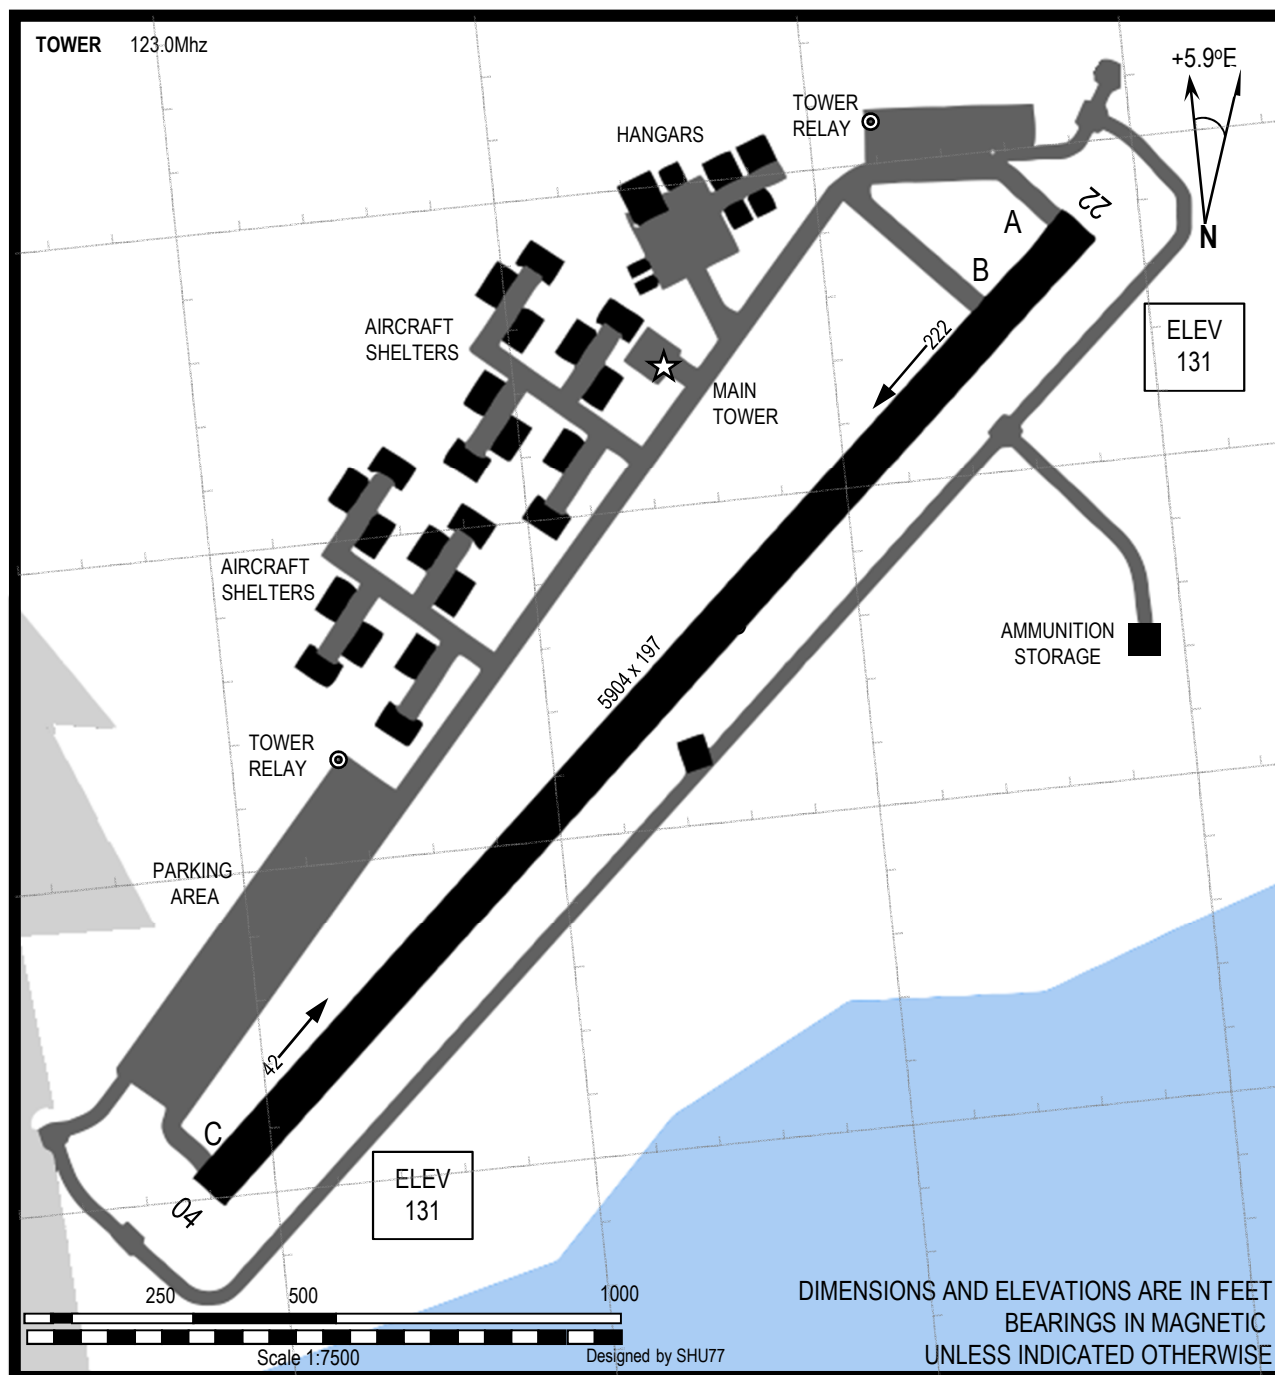 TOWER 123.0Mhz
+5.9ºE
N
TOWER
RELAY
HANGARS
22
A
B
222
ELEV
131
AIRCRAFT
SHELTERS
MAIN
TOWER
AIRCRAFT
SHELTERS
5904 x 197
AMMUNITION
STORAGE
TOWER
RELAY
PARKING
AREA
42
C
04
ELEV
131
250 500 1000
Scale 1:7500
Designed by SHU77
DIMENSIONS AND ELEVATIONS ARE IN FEET
BEARINGS IN MAGNETIC
UNLESS INDICATED OTHERWISE